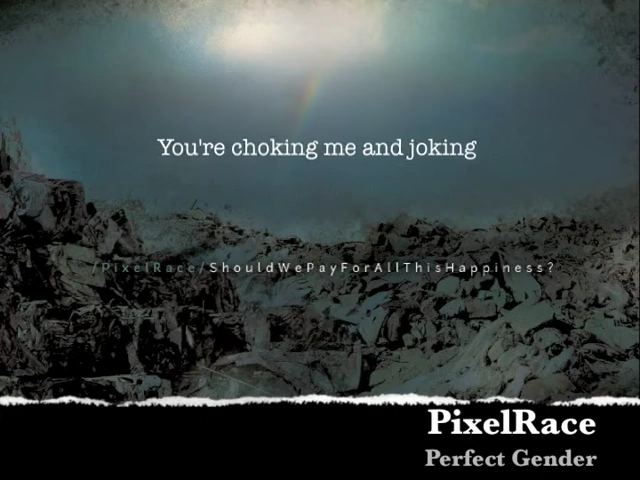 You're choking me and joking
/PixelRace/ShouldWePayForAllThisHappiness?
PixelRace
Perfect Gender